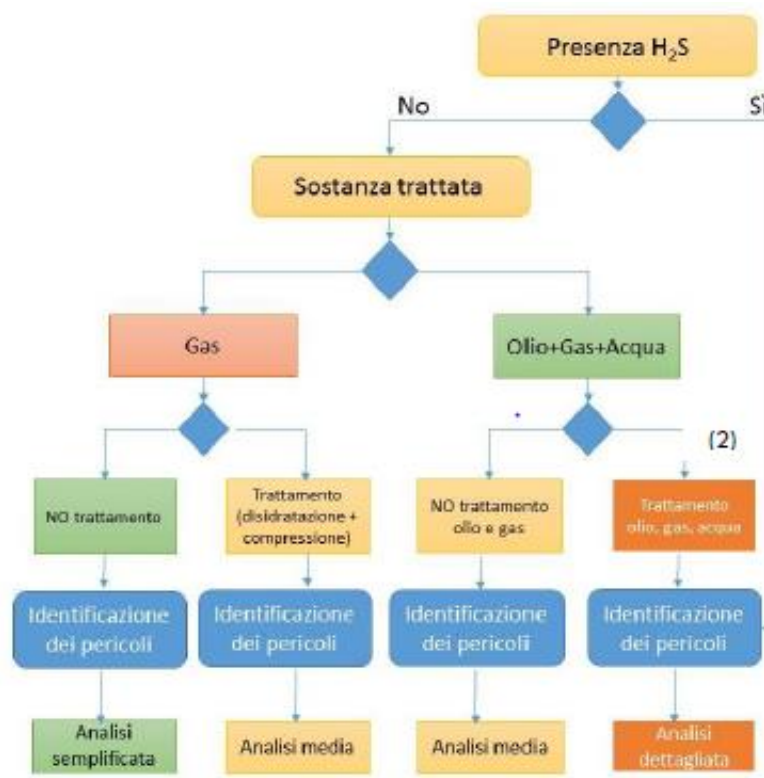 Presenza H₂S
No
Sì
Sostanza trattata
Gas
Olio+Gas+Acqua
(2)
NO trattamento
Trattamento
(disidratazione +
compressione)
NO trattamento
olio e gas
Trattamento
olio, gas, acqua
Identificazione
dei pericoli
Identificazione
dei pericoli
Identificazione
dei pericoli
Identificazione
dei pericoli
Analisi
semplificata
Analisi media
Analisi media
Analisi
dettagliata